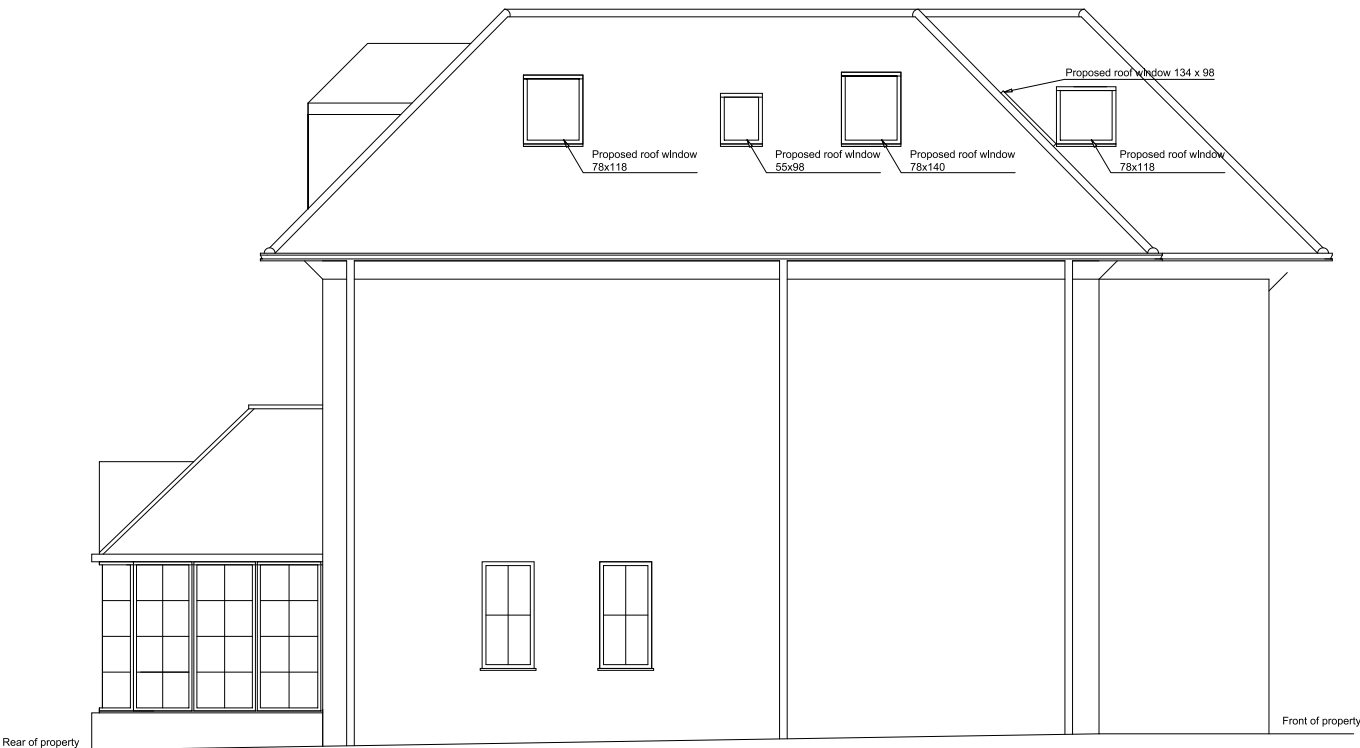 Proposed roof window 134 x 98
Proposed roof window
78x118
Proposed roof window
55x98
Proposed roof window
78x140
Proposed roof window
78x118
Front of property
Rear of property